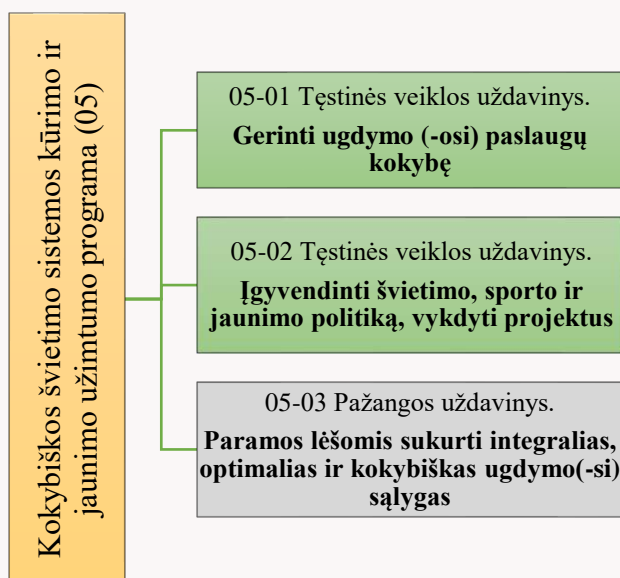 Kokybiškos švietimo sistemos kūrimo ir
jaunimo užimtumo programa (05)
05-01 Tęstinės veiklos uždavinys.
Gerinti ugdymo (-osi) paslaugų
kokybę
05-02 Tęstinės veiklos uždavinys.
Įgyvendinti švietimo, sporto ir
jaunimo politiką, vykdyti projektus
05-03 Pažangos uždavinys.
Paramos lėšomis sukurti integralias,
optimalias ir kokybiškas ugdymo(-si)
sąlygas